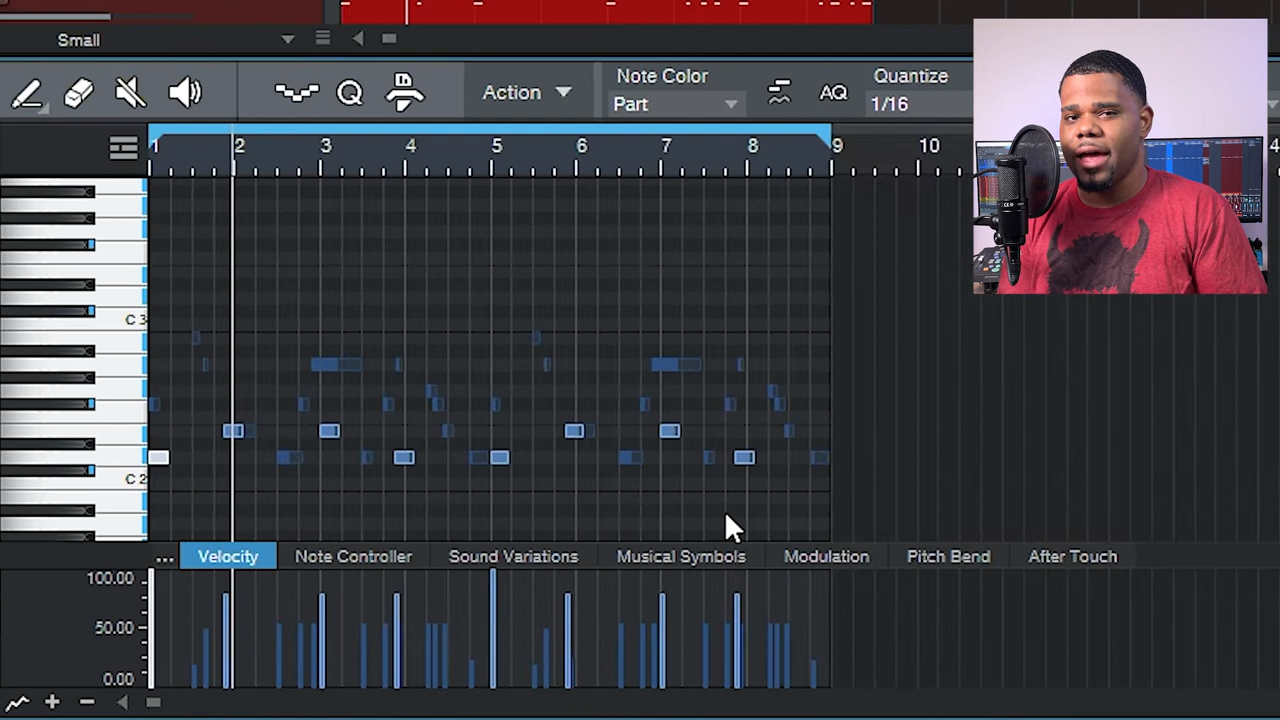 Small
Action
Note Color
Part
Q
AQ
Quantize
1/16
1 2 3 4 5 6 7 8 9 10
C 3
C 2
... Velocity Note Controller Sound Variations Musical Symbols Modulation Pitch Bend After Touch
100.00
50.00
0.00